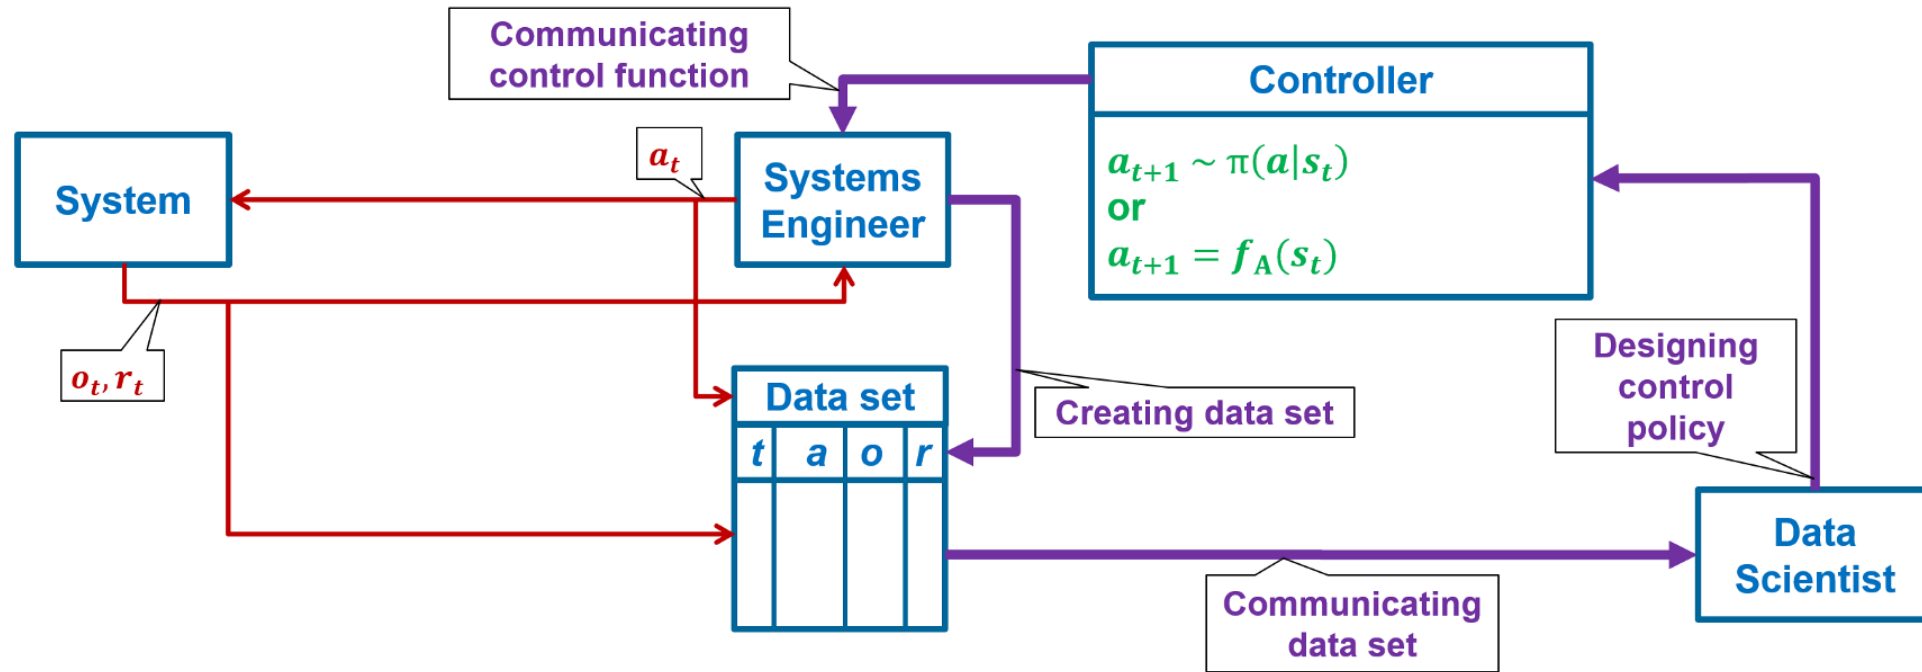 Communicating
control function
Controller
a_{t+1} ~ π(a|s_t)
or
a_{t+1} = f_A(s_t)
System
a_t
Systems
Engineer
o_t, r_t
Data set
t a o r
Creating data set
Designing
control
policy
Data
Scientist
Communicating
data set